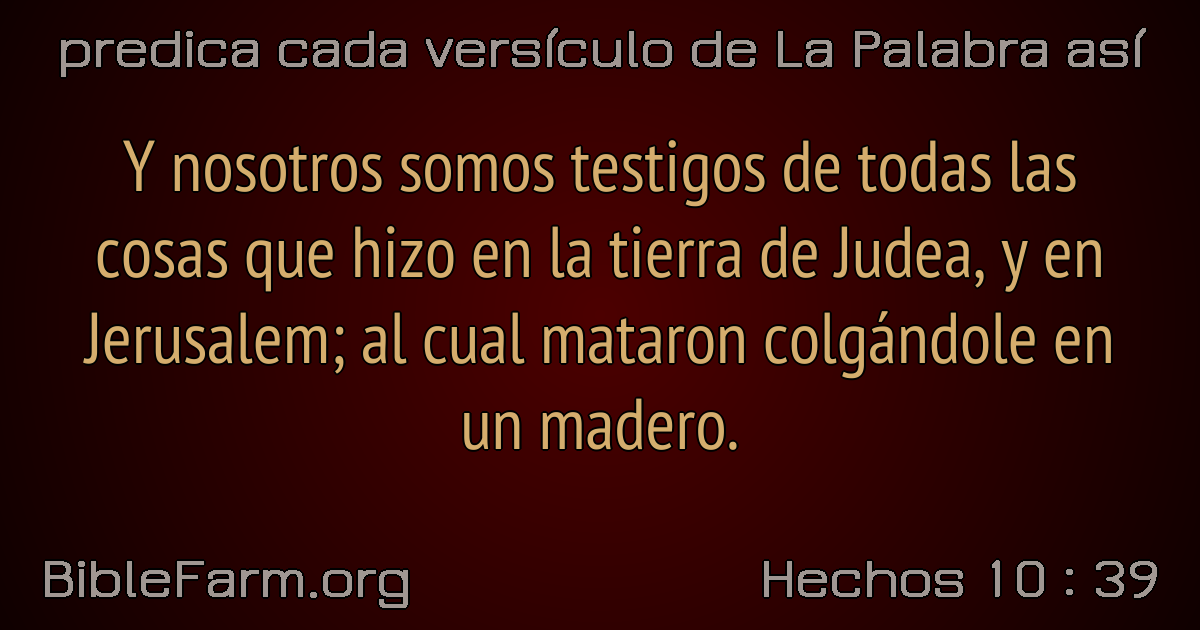 predica cada versículo de La Palabra así
Y nosotros somos testigos de todas las
cosas que hizo en la tierra de Judea, y en
Jerusalem; al cual mataron colgándole en
un madero.
BibleFarm.org
Hechos 10 : 39